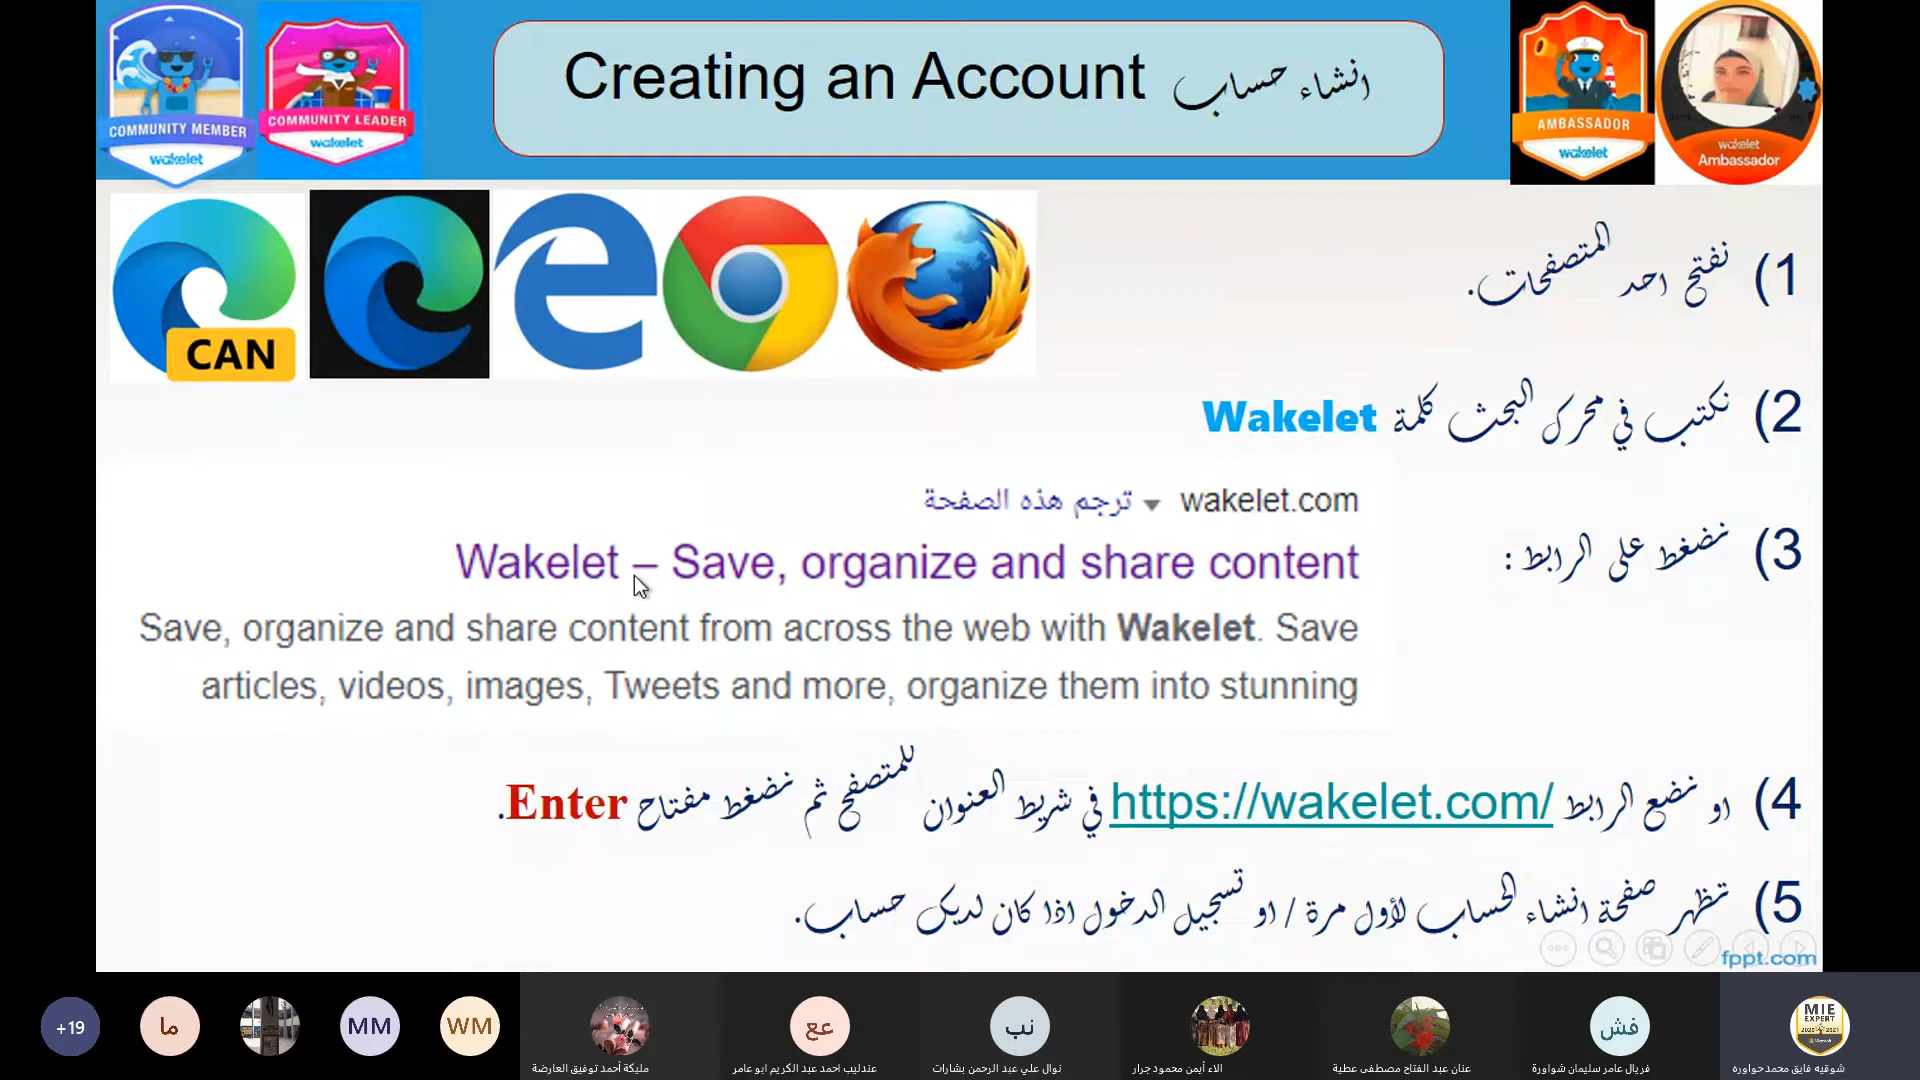 COMMUNITY MEMBER
wakelet
COMMUNITY LEADER
wakelet
Creating an Account انشاء حساب
AMBASSADOR
wakelet
wakelet
Ambassador
CAN
1) نفتح احد المتصفحات.
2) نكتب في محرك البحث كلمة Wakelet
3) نضغط على الرابط :
wakelet.com ▼ ترجم هذه الصفحة
Wakelet – Save, organize and share content
Save, organize and share content from across the web with Wakelet. Save
articles, videos, images, Tweets and more, organize them into stunning
4) او نضع الرابط https://wakelet.com/ في شريط العنوان للمتصفح ثم نضغط مفتاح Enter.
5) تظهر صفحة انشاء الحساب لأول مرة / او تسجيل الدخول اذا كان لديك حساب.
fppt.com
+19
ما
MM
WM
مليكة أحمد توفيق العارضة
عع
عندليب احمد عبد الكريم ابو عامر
نب
نوال علي عبد الرحمن بشارات
الاء أيمن محمود جرار
عنان عبد الفتاح مصطفى عطية
فش
فريال عامر سليمان شواورة
MIE
EXPERT
2020 2021
Microsoft
شوقيه فايق محمد حواوره